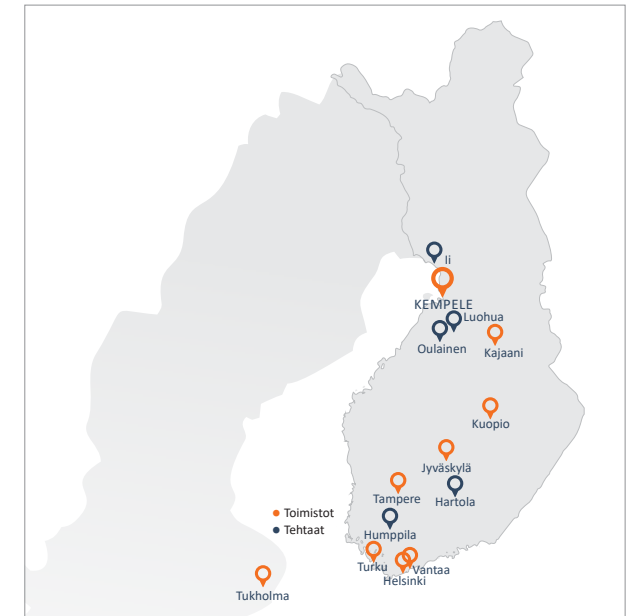 Ii
KEMPELE
Luohua
Oulainen
Kajaani
Kuopio
Jyväskylä
Tampere
Hartola
Toimistot
Tehtaat
Humppila
Turku
Vantaa
Helsinki
Tukholma